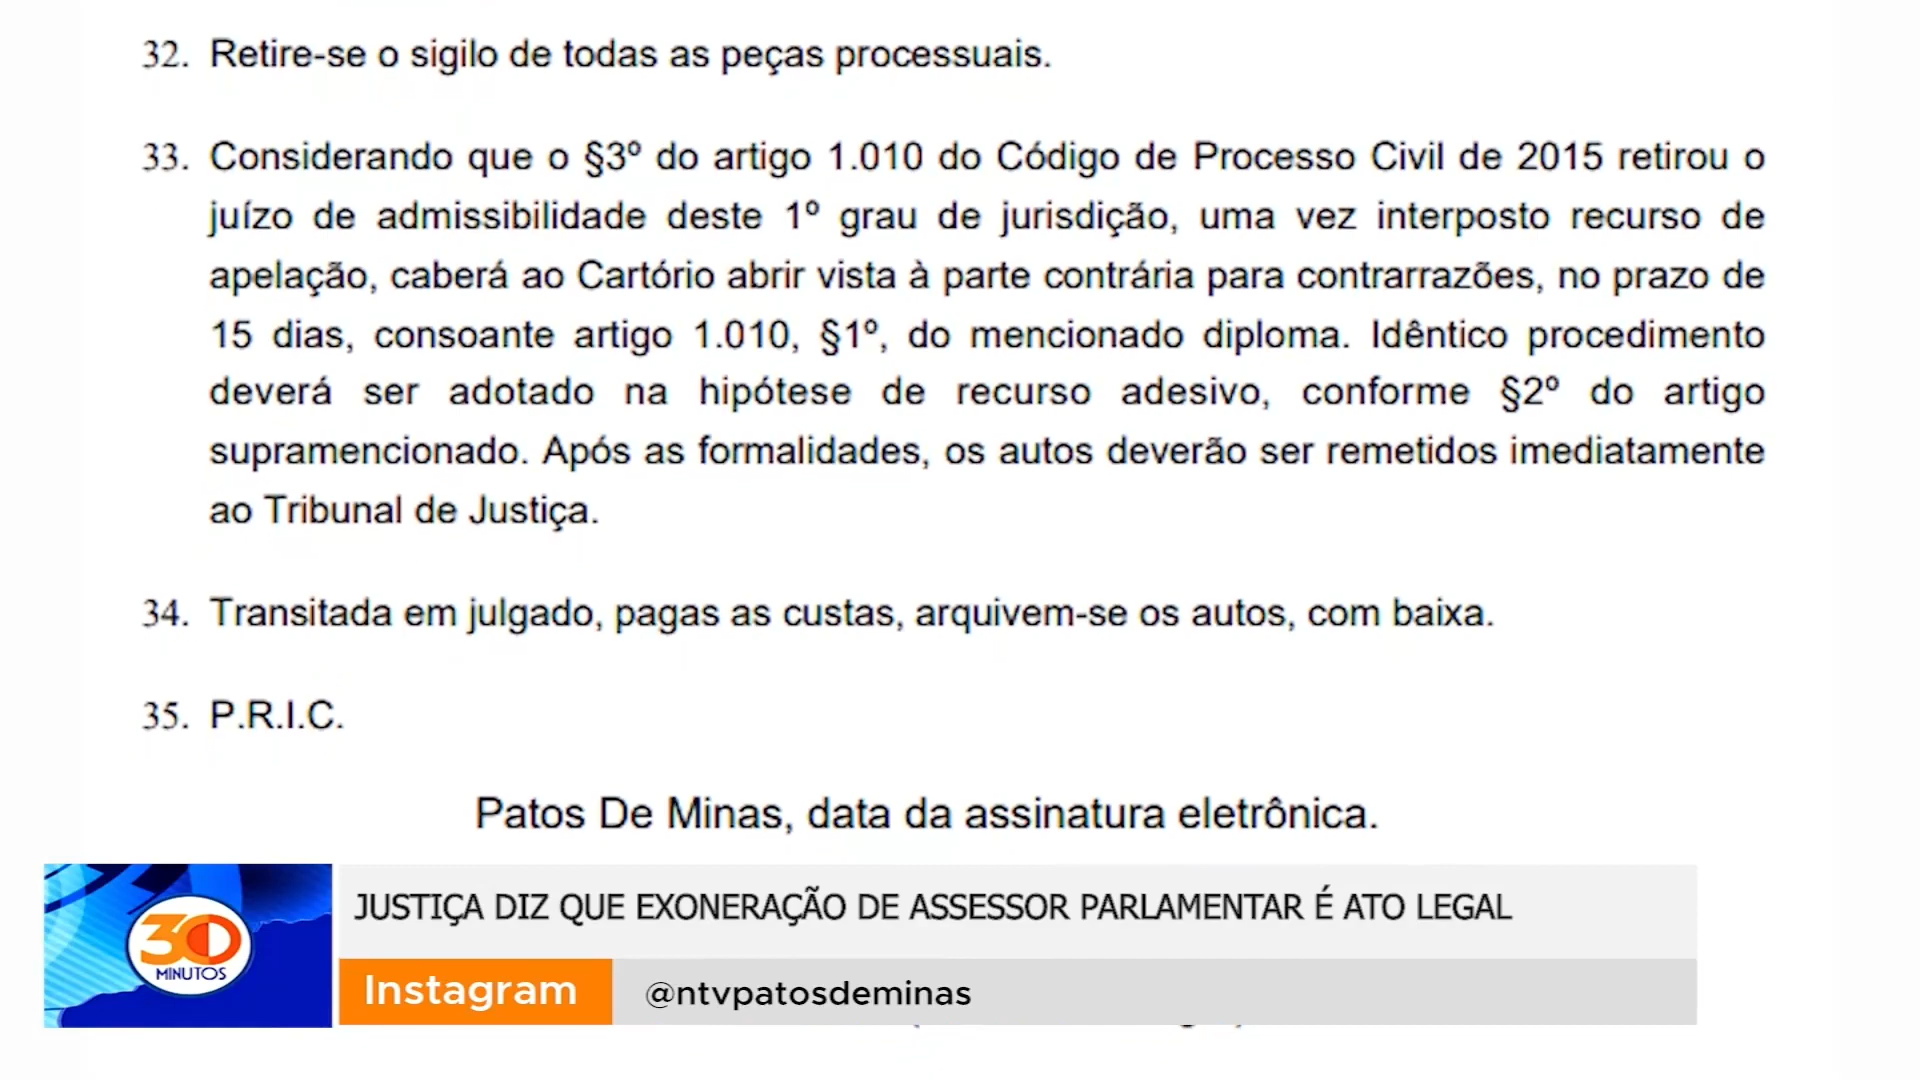 32. Retire-se o sigilo de todas as peças processuais.
33. Considerando que o §3º do artigo 1.010 do Código de Processo Civil de 2015 retirou o
juízo de admissibilidade deste 1º grau de jurisdição, uma vez interposto recurso de
apelação, caberá ao Cartório abrir vista à parte contrária para contrarrazões, no prazo de
15 dias, consoante artigo 1.010, §1º, do mencionado diploma. Idêntico procedimento
deverá ser adotado na hipótese de recurso adesivo, conforme §2º do artigo
supramencionado. Após as formalidades, os autos deverão ser remetidos imediatamente
ao Tribunal de Justiça.
34. Transitada em julgado, pagas as custas, arquivem-se os autos, com baixa.
35. P.R.I.C.
Patos De Minas, data da assinatura eletrônica.
30
MINUTOS
JUSTIÇA DIZ QUE EXONERAÇÃO DE ASSESSOR PARLAMENTAR É ATO LEGAL
Instagram @ntvpatosdeminas